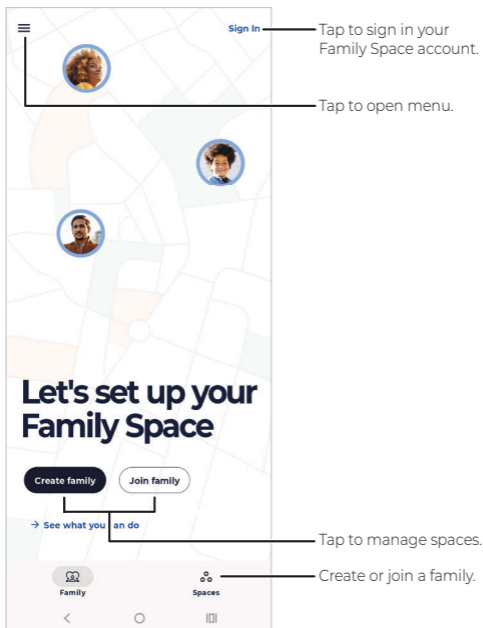 Sign In
Tap to sign in your
Family Space account.
Tap to open menu.
Let's set up your
Family Space
Create family
Join family
→ See what you an do
Tap to manage spaces.
Create or join a family.
Family
Spaces